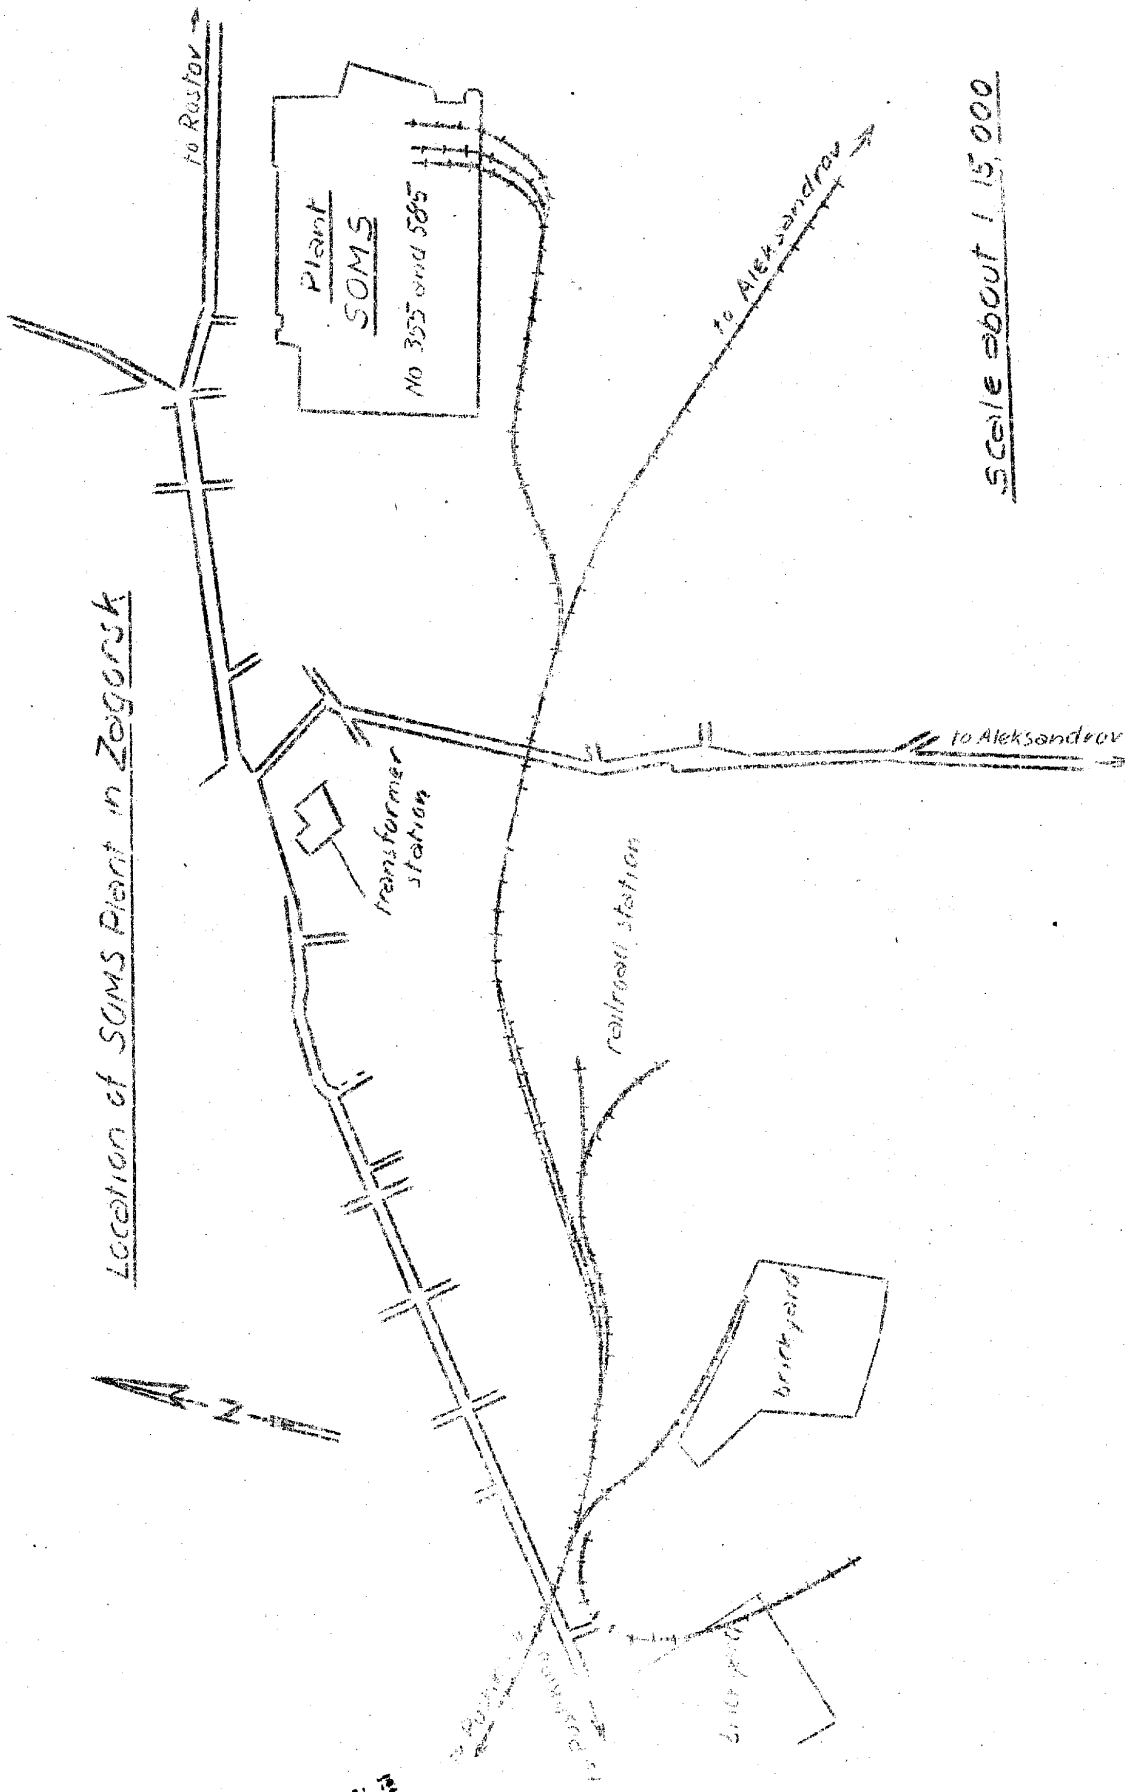 Location of SOMS Plant in Zagorsk
to Rostov
Plant
SOMS
No 355 and 585
to Aleksandrov
Scale about 1 15,000
transformer
station
to Aleksandrov
railroad station
N
brickyard